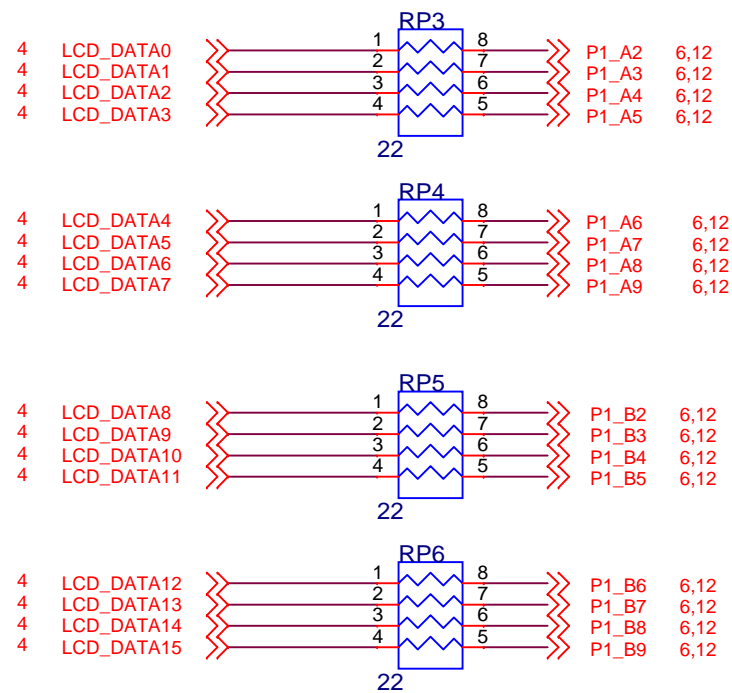 RP3
4 LCD_DATA0 1 8 P1_A2 6,12
4 LCD_DATA1 2 7 P1_A3 6,12
4 LCD_DATA2 3 6 P1_A4 6,12
4 LCD_DATA3 4 5 P1_A5 6,12
22
RP4
4 LCD_DATA4 1 8 P1_A6 6,12
4 LCD_DATA5 2 7 P1_A7 6,12
4 LCD_DATA6 3 6 P1_A8 6,12
4 LCD_DATA7 4 5 P1_A9 6,12
22
RP5
4 LCD_DATA8 1 8 P1_B2 6,12
4 LCD_DATA9 2 7 P1_B3 6,12
4 LCD_DATA10 3 6 P1_B4 6,12
4 LCD_DATA11 4 5 P1_B5 6,12
22
RP6
4 LCD_DATA12 1 8 P1_B6 6,12
4 LCD_DATA13 2 7 P1_B7 6,12
4 LCD_DATA14 3 6 P1_B8 6,12
4 LCD_DATA15 4 5 P1_B9 6,12
22